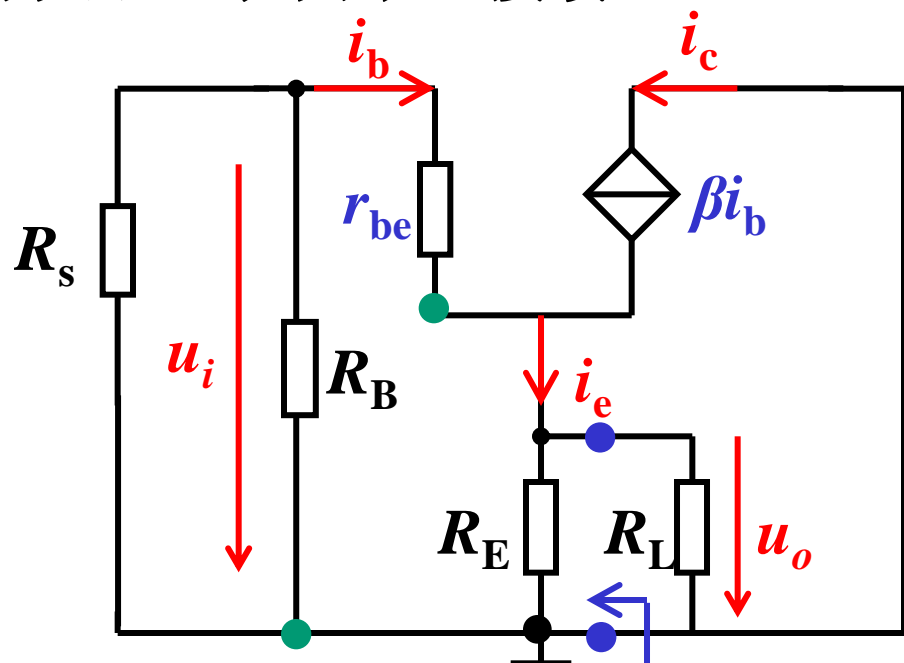 i_b
i_c
r_be
βi_b
R_s
u_i
R_B
i_e
R_E
R_L
u_o